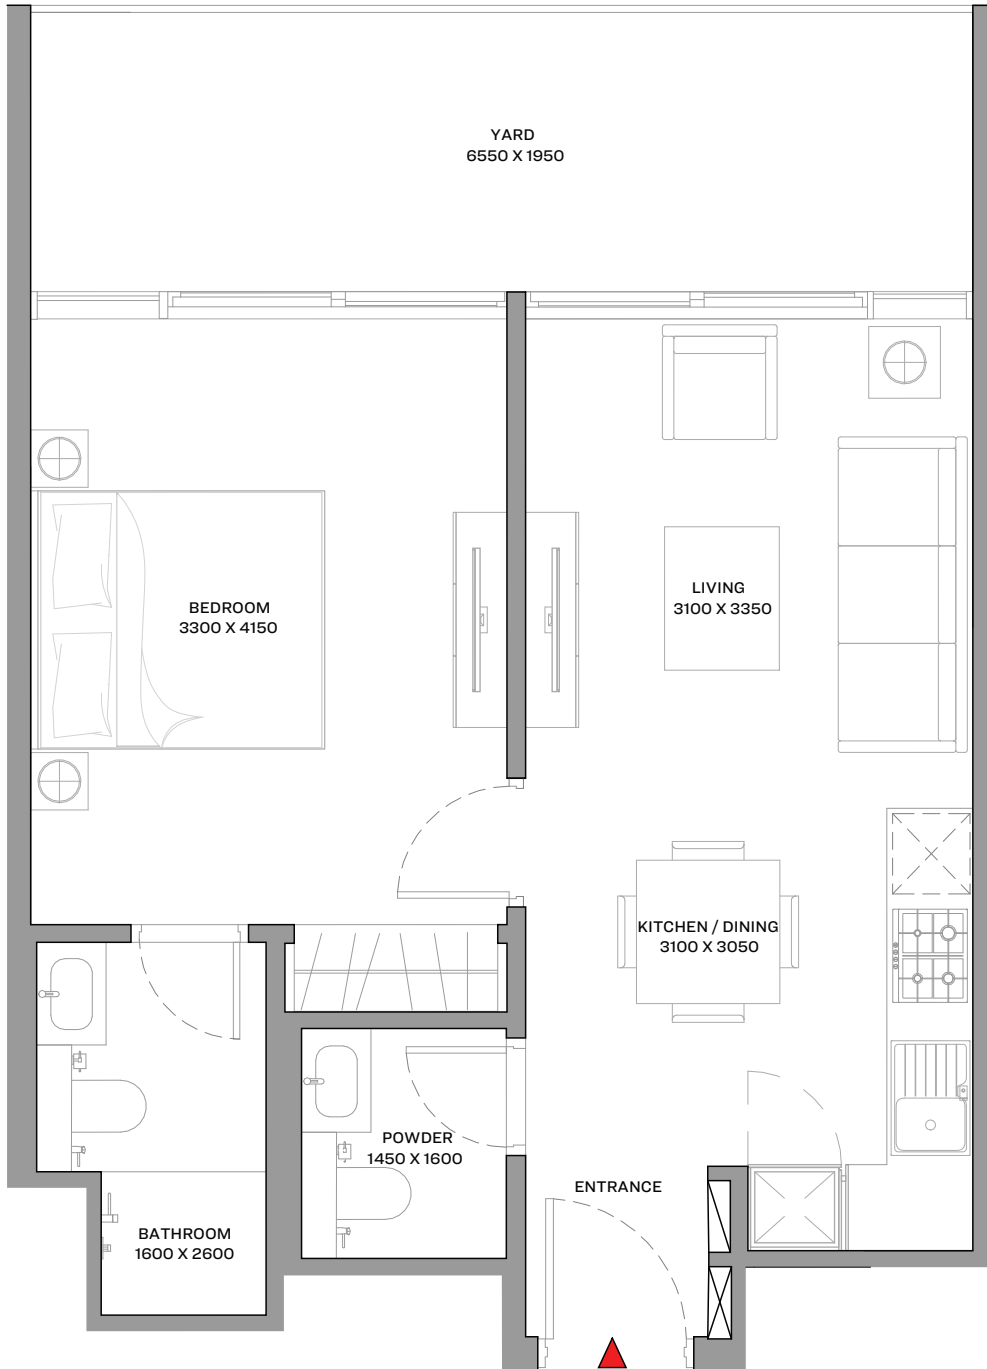 YARD
6550 X 1950
BEDROOM
3300 X 4150
LIVING
3100 X 3350
KITCHEN / DINING
3100 X 3050
POWDER
1450 X 1600
ENTRANCE
BATHROOM
1600 X 2600